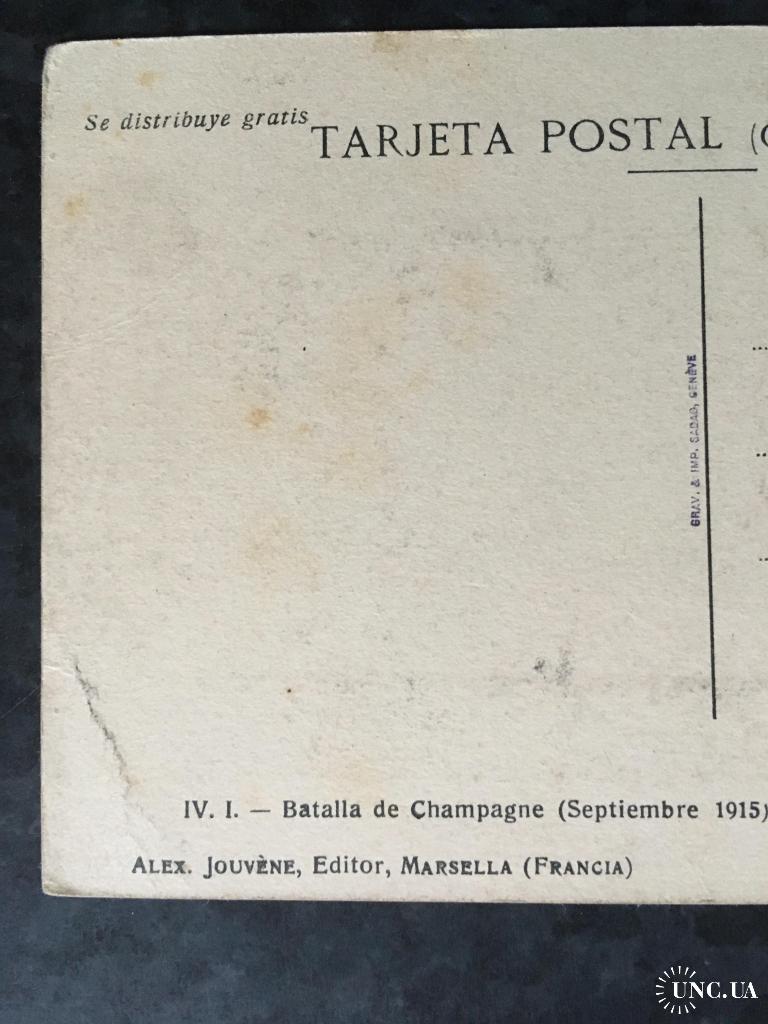 Se distribuye gratis
TARJETA POSTAL (
GRAV. & IMP. SADAG, GENÈVE
IV. I. — Batalla de Champagne (Septiembre 1915)
ALEX. JOUVÈNE, Editor, MARSELLA (FRANCIA)
UNC.UA